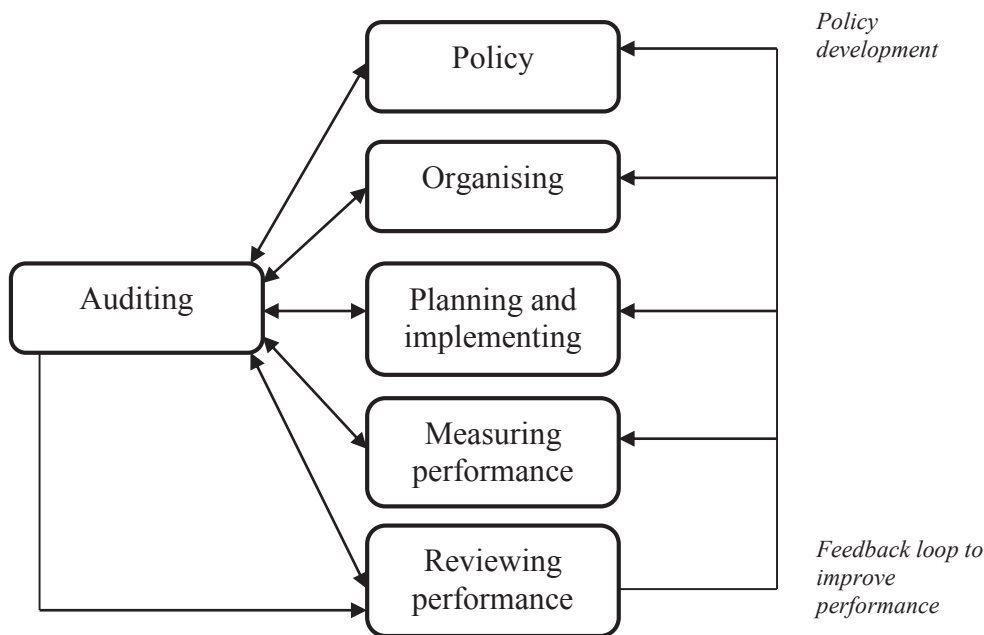 Policy
Policy
development
Organising
Auditing
Planning and
implementing
Measuring
performance
Reviewing
performance
Feedback loop to
improve
performance